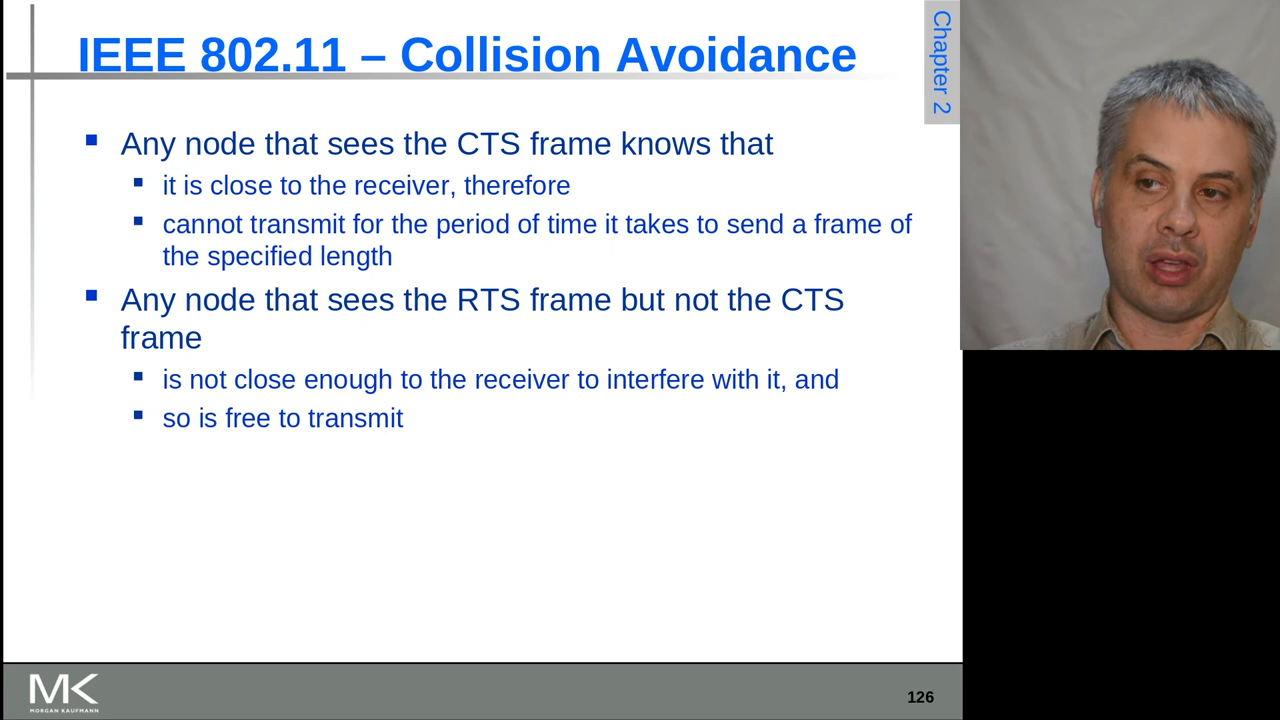 IEEE 802.11 – Collision Avoidance
Chapter 2
Any node that sees the CTS frame knows that
it is close to the receiver, therefore
cannot transmit for the period of time it takes to send a frame of
the specified length
Any node that sees the RTS frame but not the CTS
frame
is not close enough to the receiver to interfere with it, and
so is free to transmit
MK
MORGAN KAUFMANN
126